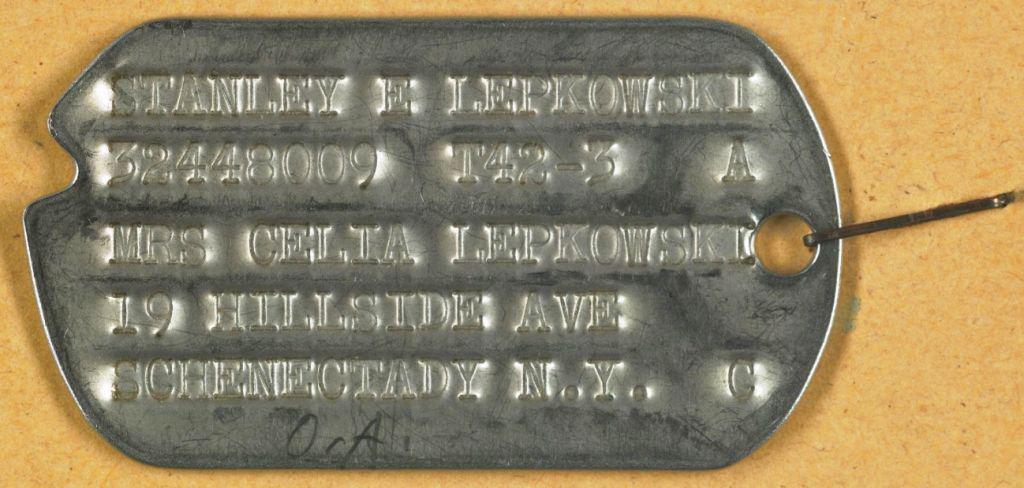 STANLEY E LEPKOWSKI
32448009 T42-3 A
MRS CELIA LEPKOWSKI
19 HILLSIDE AVE
SCHENECTADY N.Y. C